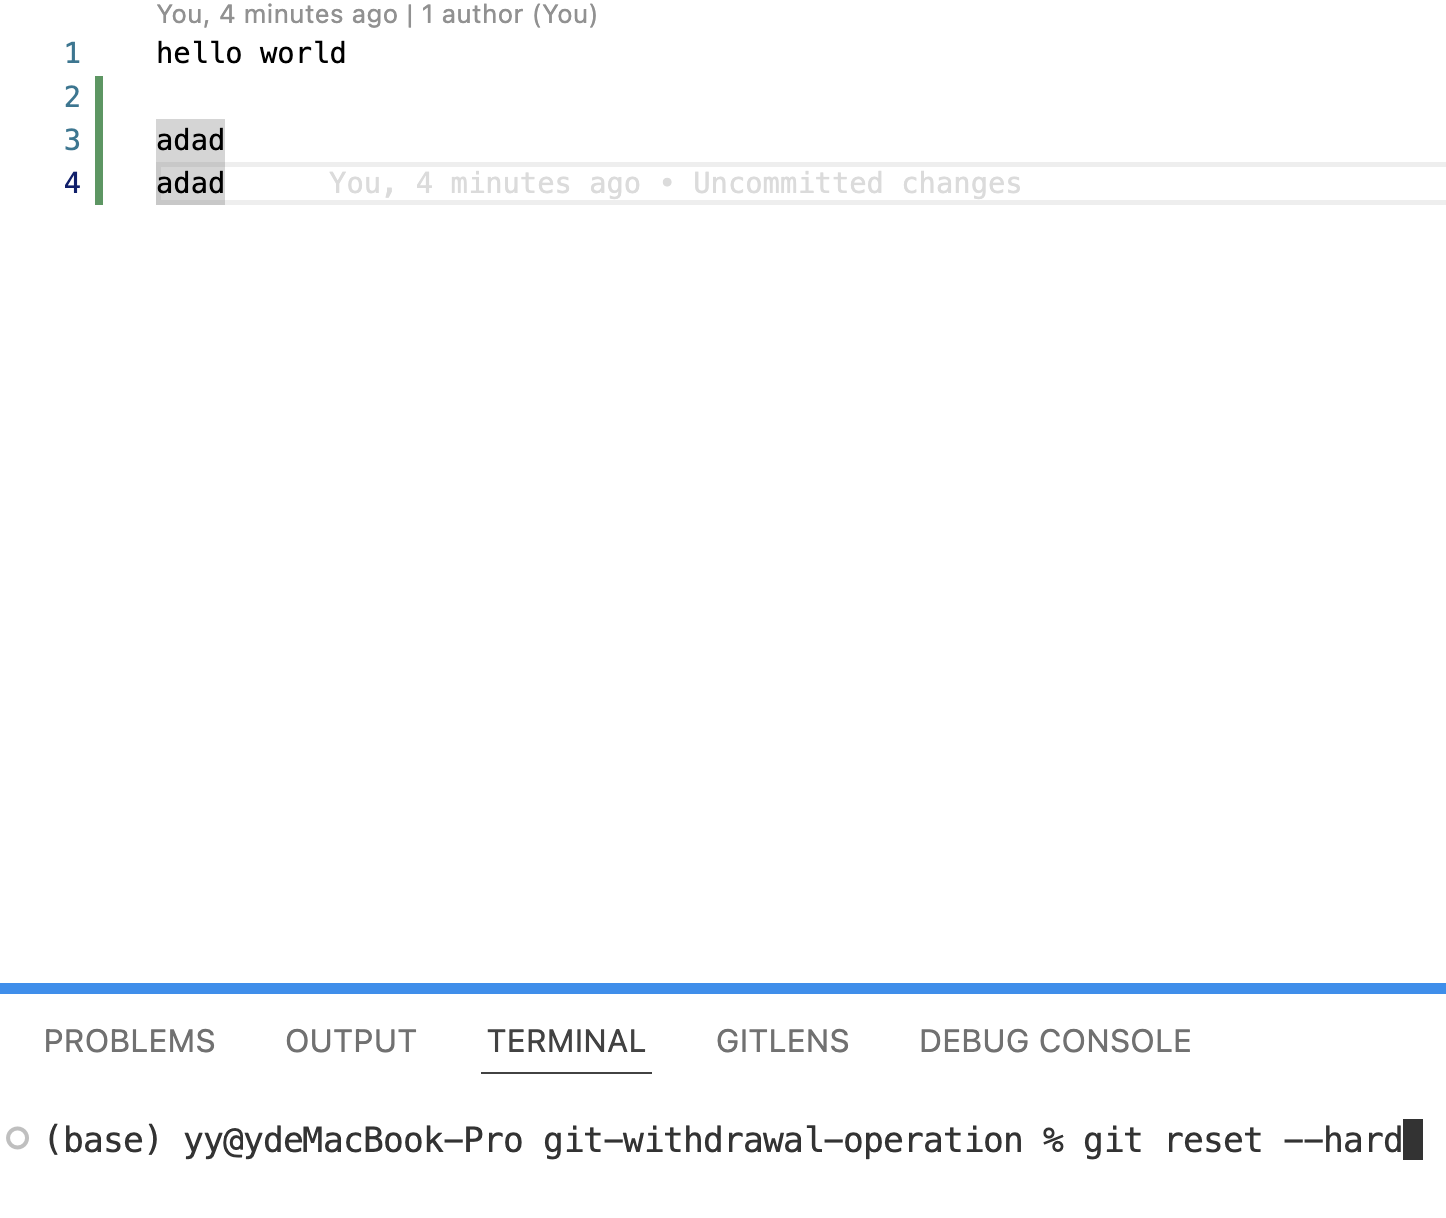 You, 4 minutes ago | 1 author (You)
1 hello world
2
3 adad
4 adad You, 4 minutes ago • Uncommitted changes
PROBLEMS OUTPUT TERMINAL GITLENS DEBUG CONSOLE
(base) yy@ydeMacBook-Pro git-withdrawal-operation % git reset --hard